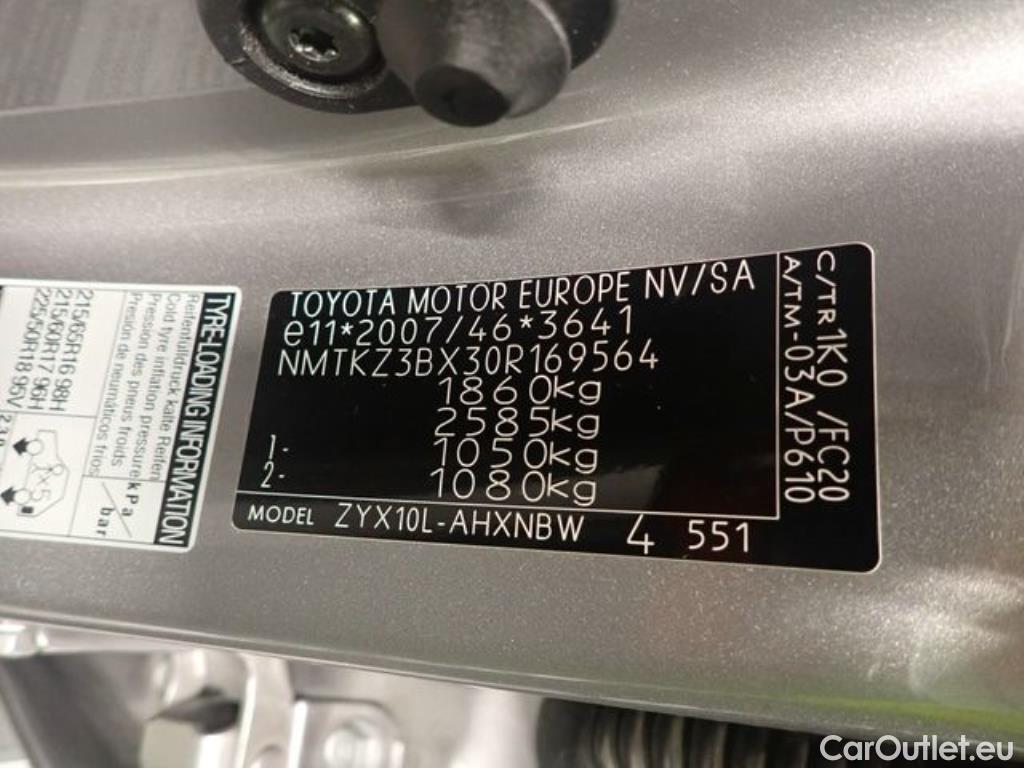 TYRE-LOADING INFORMATION
Reifenfülldruck kalte Reifen
Cold tyre inflation pressure
Pression des pneus froids
Presión de neumáticos fríos
kPa/bar
215/65R16 98H
215/60R17 96H
225/50R18 95V
×5
TOYOTA MOTOR EUROPE NV/SA
e11*2007/46*3641
NMTKZ3BX30R169564
1860kg
2585kg
1- 1050kg
2- 1080kg
MODEL ZYX10L-AHXNBW 4 551
C/TR1K0 /FC20
A/TM-03A/P610
CarOutlet.eu